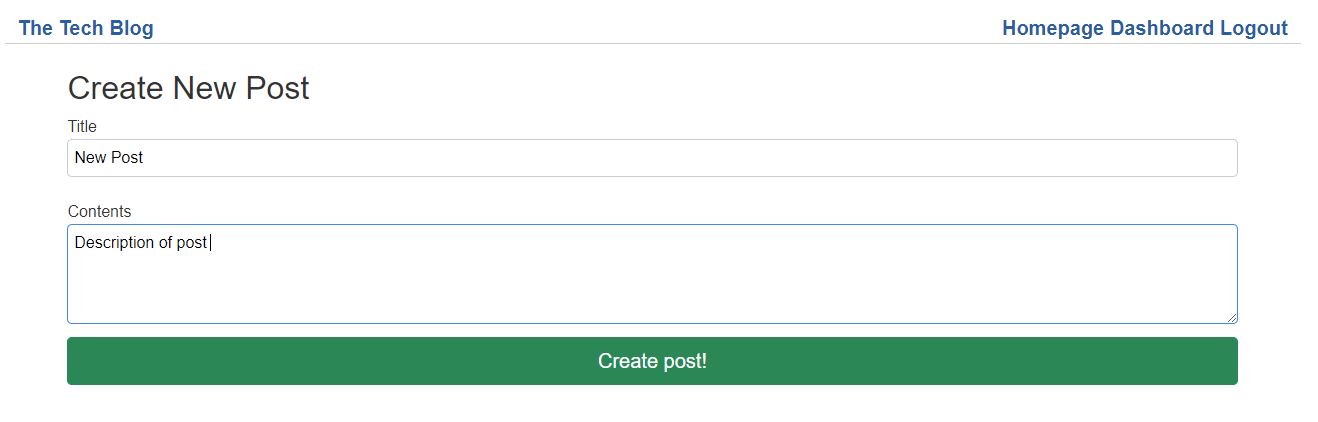 The Tech Blog Homepage Dashboard Logout
Create New Post
Title
New Post
Contents
Description of post
Create post!